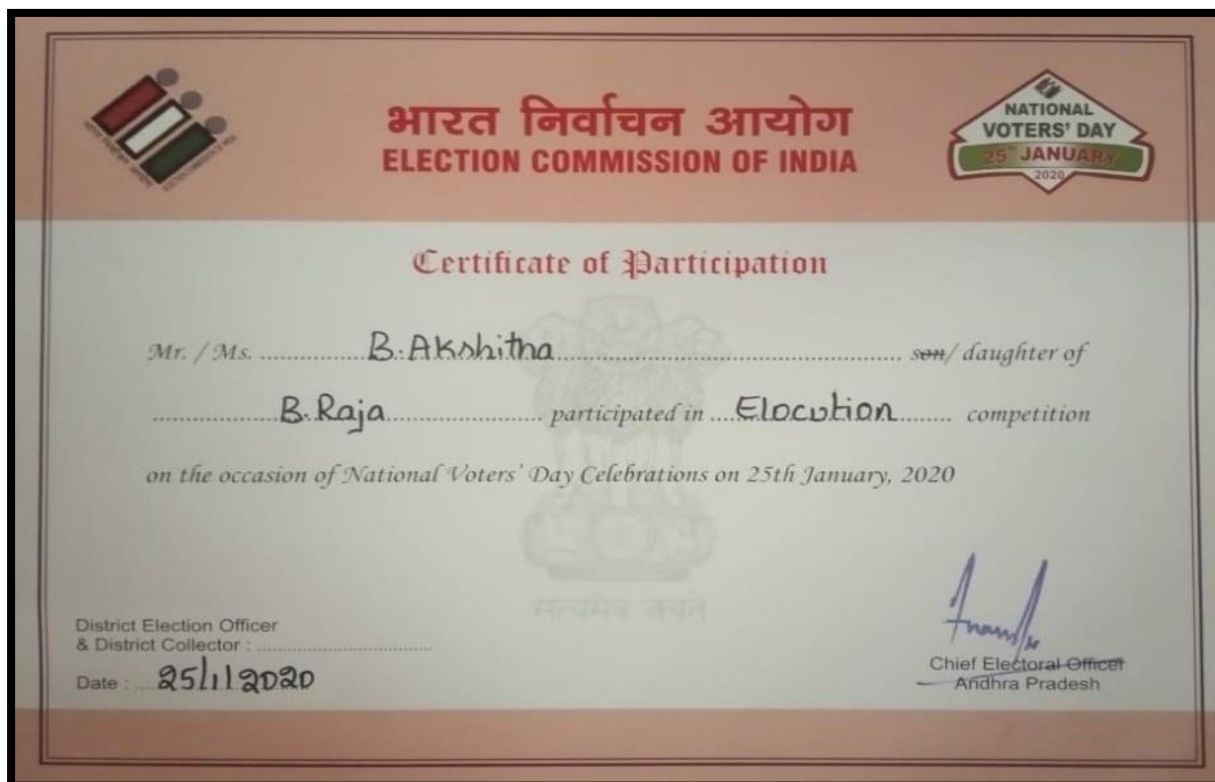 भारत निर्वाचन आयोग
ELECTION COMMISSION OF INDIA
NATIONAL
VOTERS' DAY
25TH JANUARY
2020
Certificate of Participation
Mr. / Ms. .............. B. Akshitha .............. son/ daughter of
.............. B. Raja .............. participated in .... Elocution ........ competition
on the occasion of National Voters' Day Celebrations on 25th January, 2020
सत्यमेव जयते
District Election Officer
& District Collector : ..............................
Date : .... 25/1/2020
Chief Electoral Officer
Andhra Pradesh